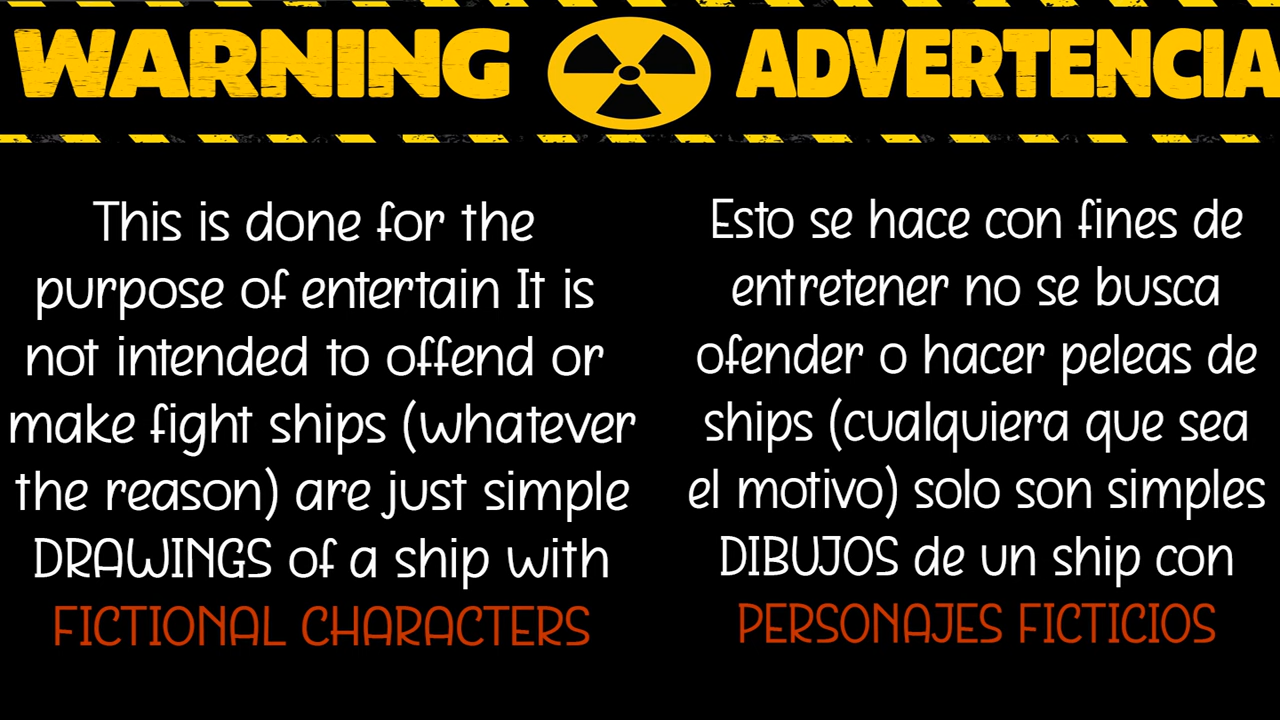 WARNING ADVERTENCIA
This is done for the
purpose of entertain It is
not intended to offend or
make fight ships (whatever
the reason) are just simple
DRAWINGS of a ship with
FICTIONAL CHARACTERS
Esto se hace con fines de
entretener no se busca
ofender o hacer peleas de
ships (cualquiera que sea
el motivo) solo son simples
DIBUJOS de un ship con
PERSONAJES FICTICIOS